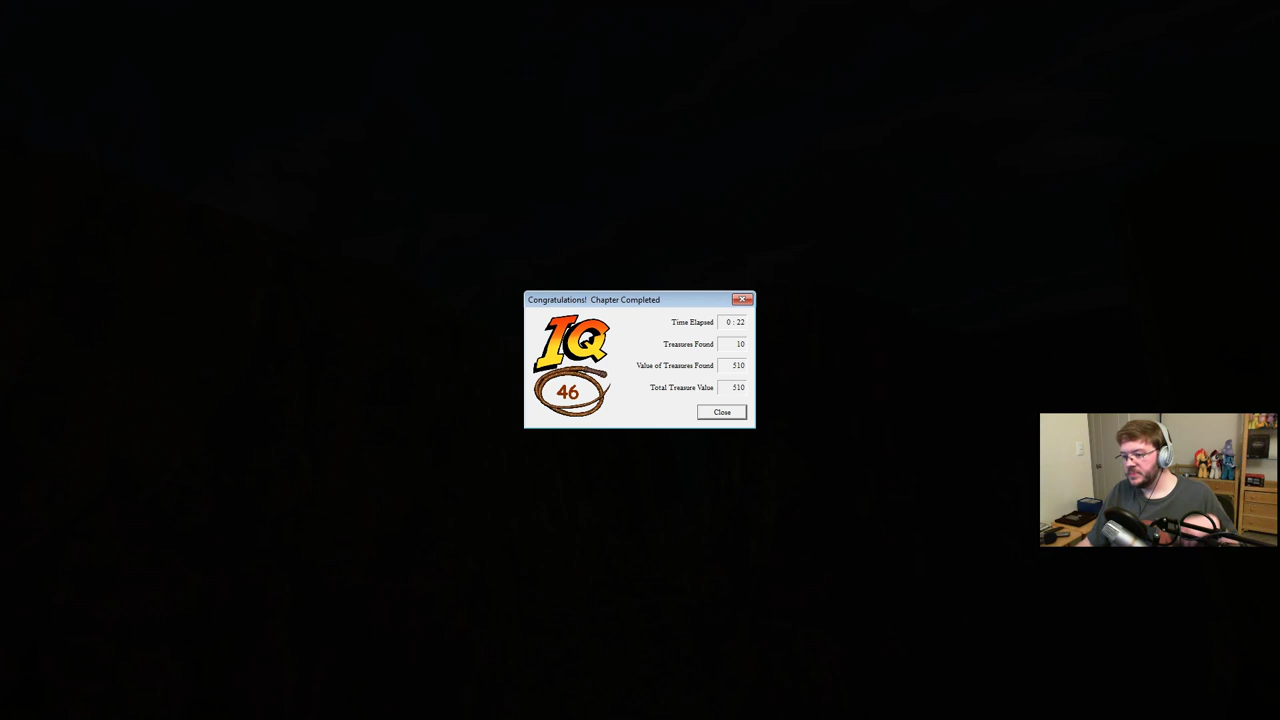 Congratulations! Chapter Completed
IQ
46
Time Elapsed 0 : 22
Treasures Found 10
Value of Treasures Found 510
Total Treasure Value 510
Close